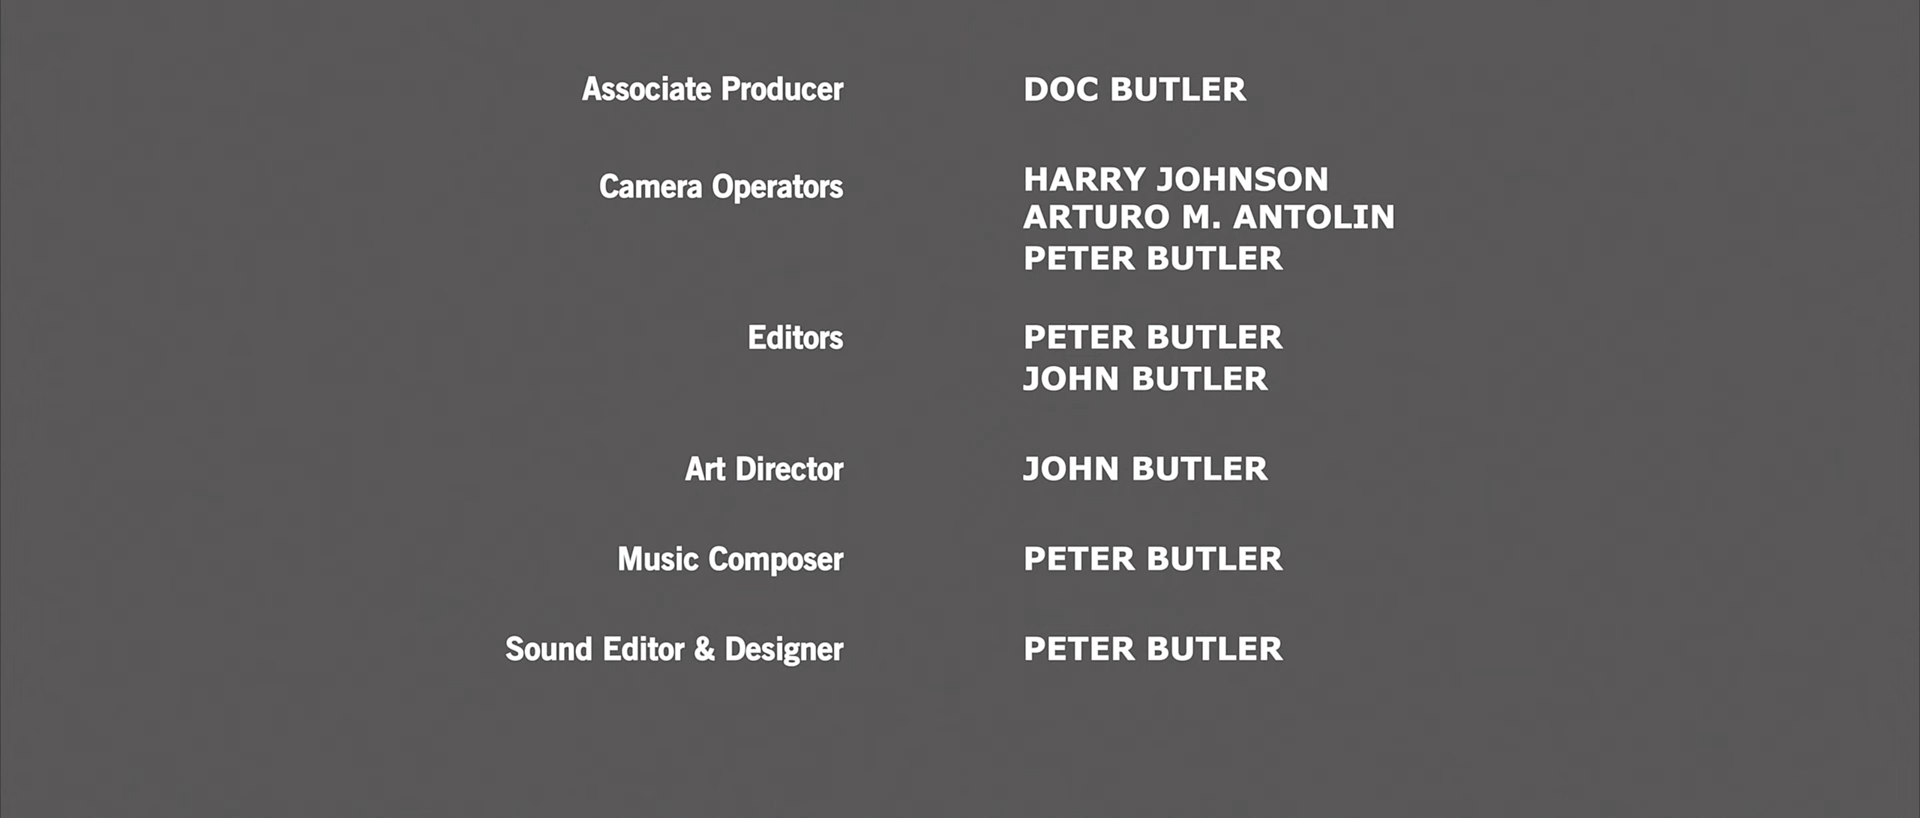 Associate Producer DOC BUTLER
Camera Operators HARRY JOHNSON
ARTURO M. ANTOLIN
PETER BUTLER
Editors PETER BUTLER
JOHN BUTLER
Art Director JOHN BUTLER
Music Composer PETER BUTLER
Sound Editor & Designer PETER BUTLER